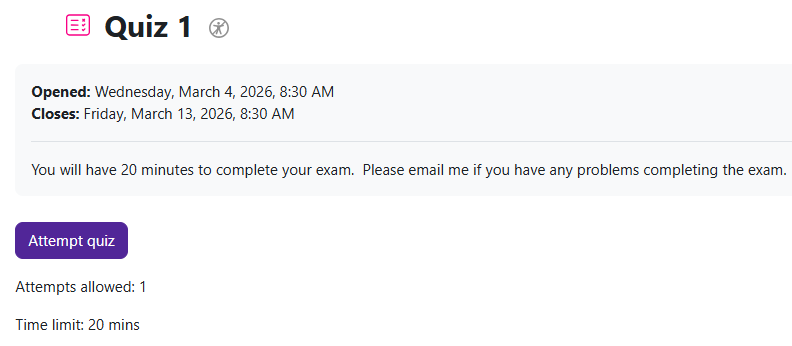 Quiz 1
Opened: Wednesday, March 4, 2026, 8:30 AM
Closes: Friday, March 13, 2026, 8:30 AM
You will have 20 minutes to complete your exam.  Please email me if you have any problems completing the exam.
Attempt quiz
Attempts allowed: 1
Time limit: 20 mins